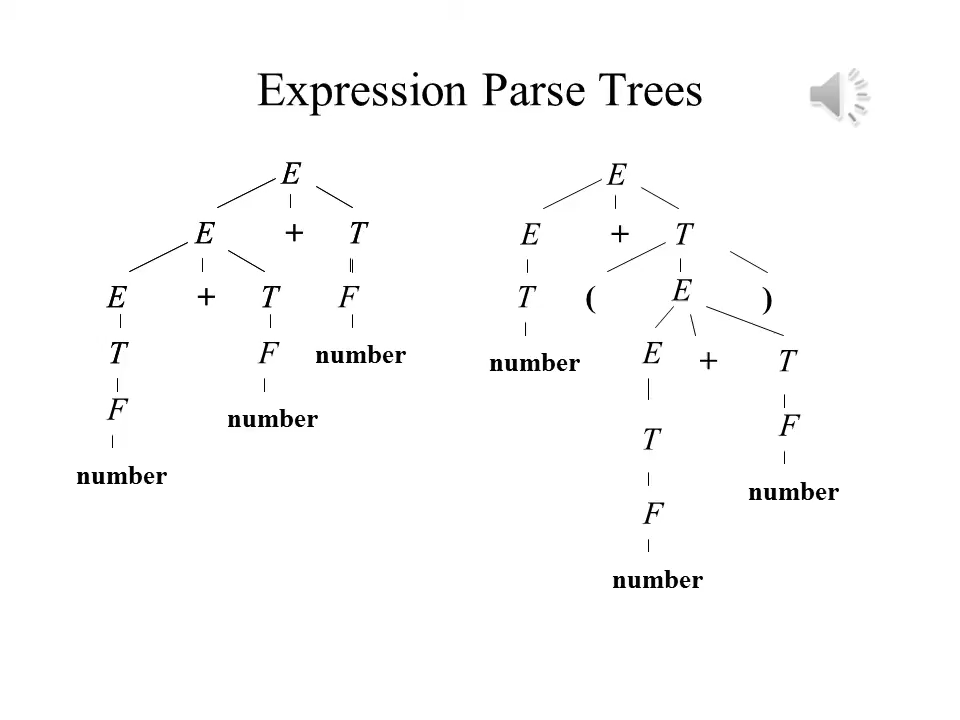 Expression Parse Trees
E
E + T
E + T F
T F number
F number
number
E
E + T
T ( E )
number E + T
T F
F number
number